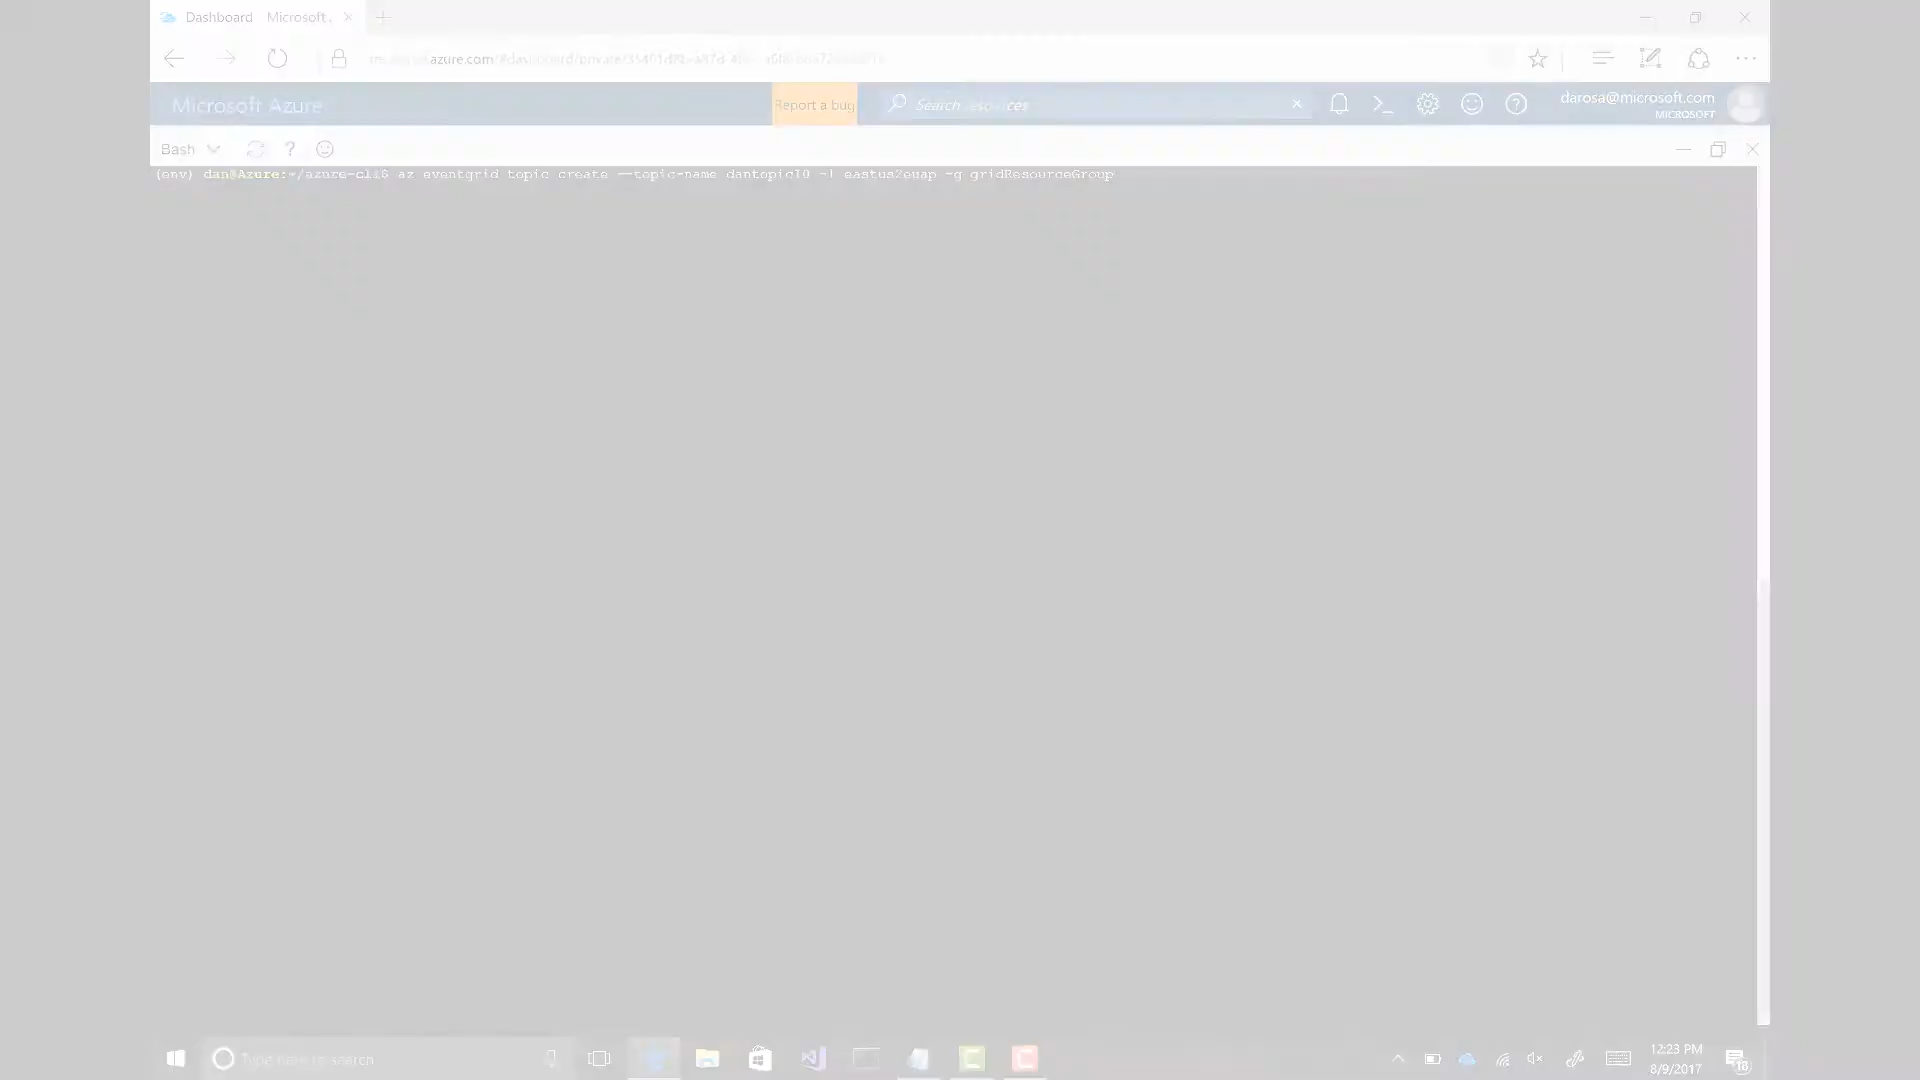 Dashboard Microsoft
azure.com
Microsoft Azure
Report a bug
Search resources
darosa@microsoft.com
MICROSOFT
Bash
(env) dan@Azure:~/azure-cli$ az eventgrid topic create --topic-name dantopic10 -l eastus2euap -g gridResourceGroup
Type here to search
12:23 PM
8/9/2017
18